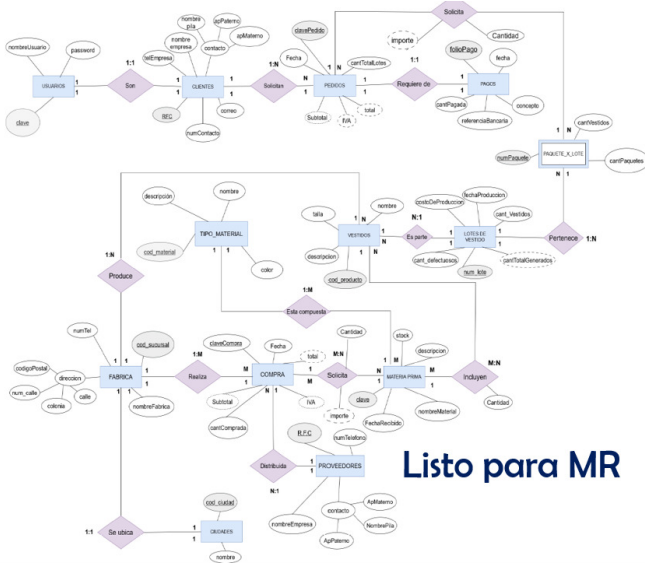 Solicita
nombre
pila
apPaterno
clavePedido
nombreUsuario
password
nombre
empresa
contacto
apMaterno
importe
Cantidad
folioPago
fecha
telEmpresa
1:1
1:N
Fecha
cantTotalLotes
1:1
USUARIOS
Son
CLIENTES
Solicitan
PEDIDOS
Requiere de
PAGOS
clave
RFC
correo
Subtotal
IVA
total
cantPagada
concepto
numContacto
referenciaBancaria
cantVestidos
numPaquete
PAQUETE_X_LOTE
cantPaquetes
descripción
nombre
talla
nombre
costoDeProduccion
fechaProduccion
cant_Vestidos
TIPO_MATERIAL
VESTIDOS
N:1
Es parte
LOTES DE
VESTIDO
Pertenece
1:N
cod_material
color
descripcion
cod_producto
cant_defectuosos
num_lote
cantTotalGenerados
1:N
Produce
1:M
Esta compuesta
numTel
cod_sucursal
claveCompra
Fecha
total
Cantidad
stock
descripcion
codigoPostal
direccion
num_calle
colonia
calle
FABRICA
1:M
Realiza
COMPRA
M:N
Solicita
MATERIA PRIMA
Incluyen
M:N
nombreFabrica
Subtotal
cantComprada
IVA
importe
clave
FechaRecibido
nombreMaterial
Cantidad
R.F.C
numTelefono
Distribuida
N:1
PROVEEDORES
Listo para MR
nombreEmpresa
contacto
ApMaterno
NombrePila
ApPaterno
cod_ciudad
1:1
Se ubica
CIUDADES
nombre